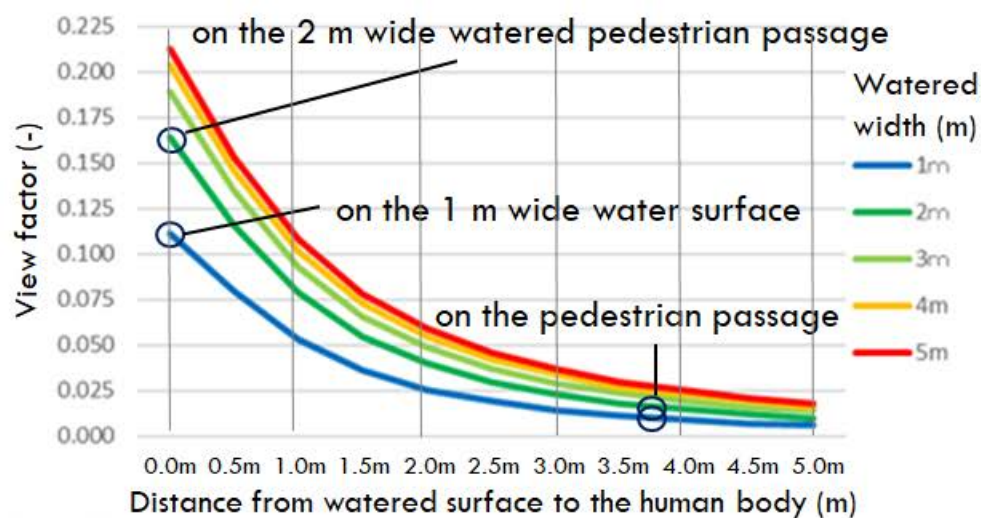 0.225
on the 2 m wide watered pedestrian passage
0.200
0.175
0.150
0.125
0.100
0.075
0.050
0.025
0.000
View factor (-)
on the 1 m wide water surface
on the pedestrian passage
Watered
width (m)
1m
2m
3m
4m
5m
0.0m 0.5m 1.0m 1.5m 2.0m 2.5m 3.0m 3.5m 4.0m 4.5m 5.0m
Distance from watered surface to the human body (m)